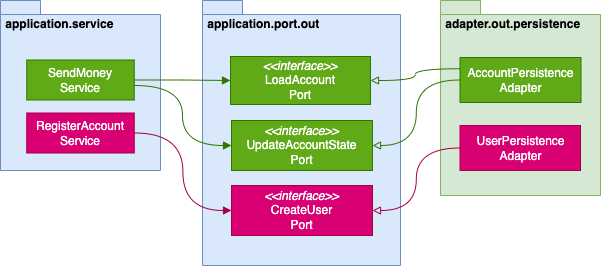 application.service
SendMoney
Service
RegisterAccount
Service
application.port.out
<<interface>>
LoadAccount
Port
<<interface>>
UpdateAccountState
Port
<<interface>>
CreateUser
Port
adapter.out.persistence
AccountPersistence
Adapter
UserPersistence
Adapter